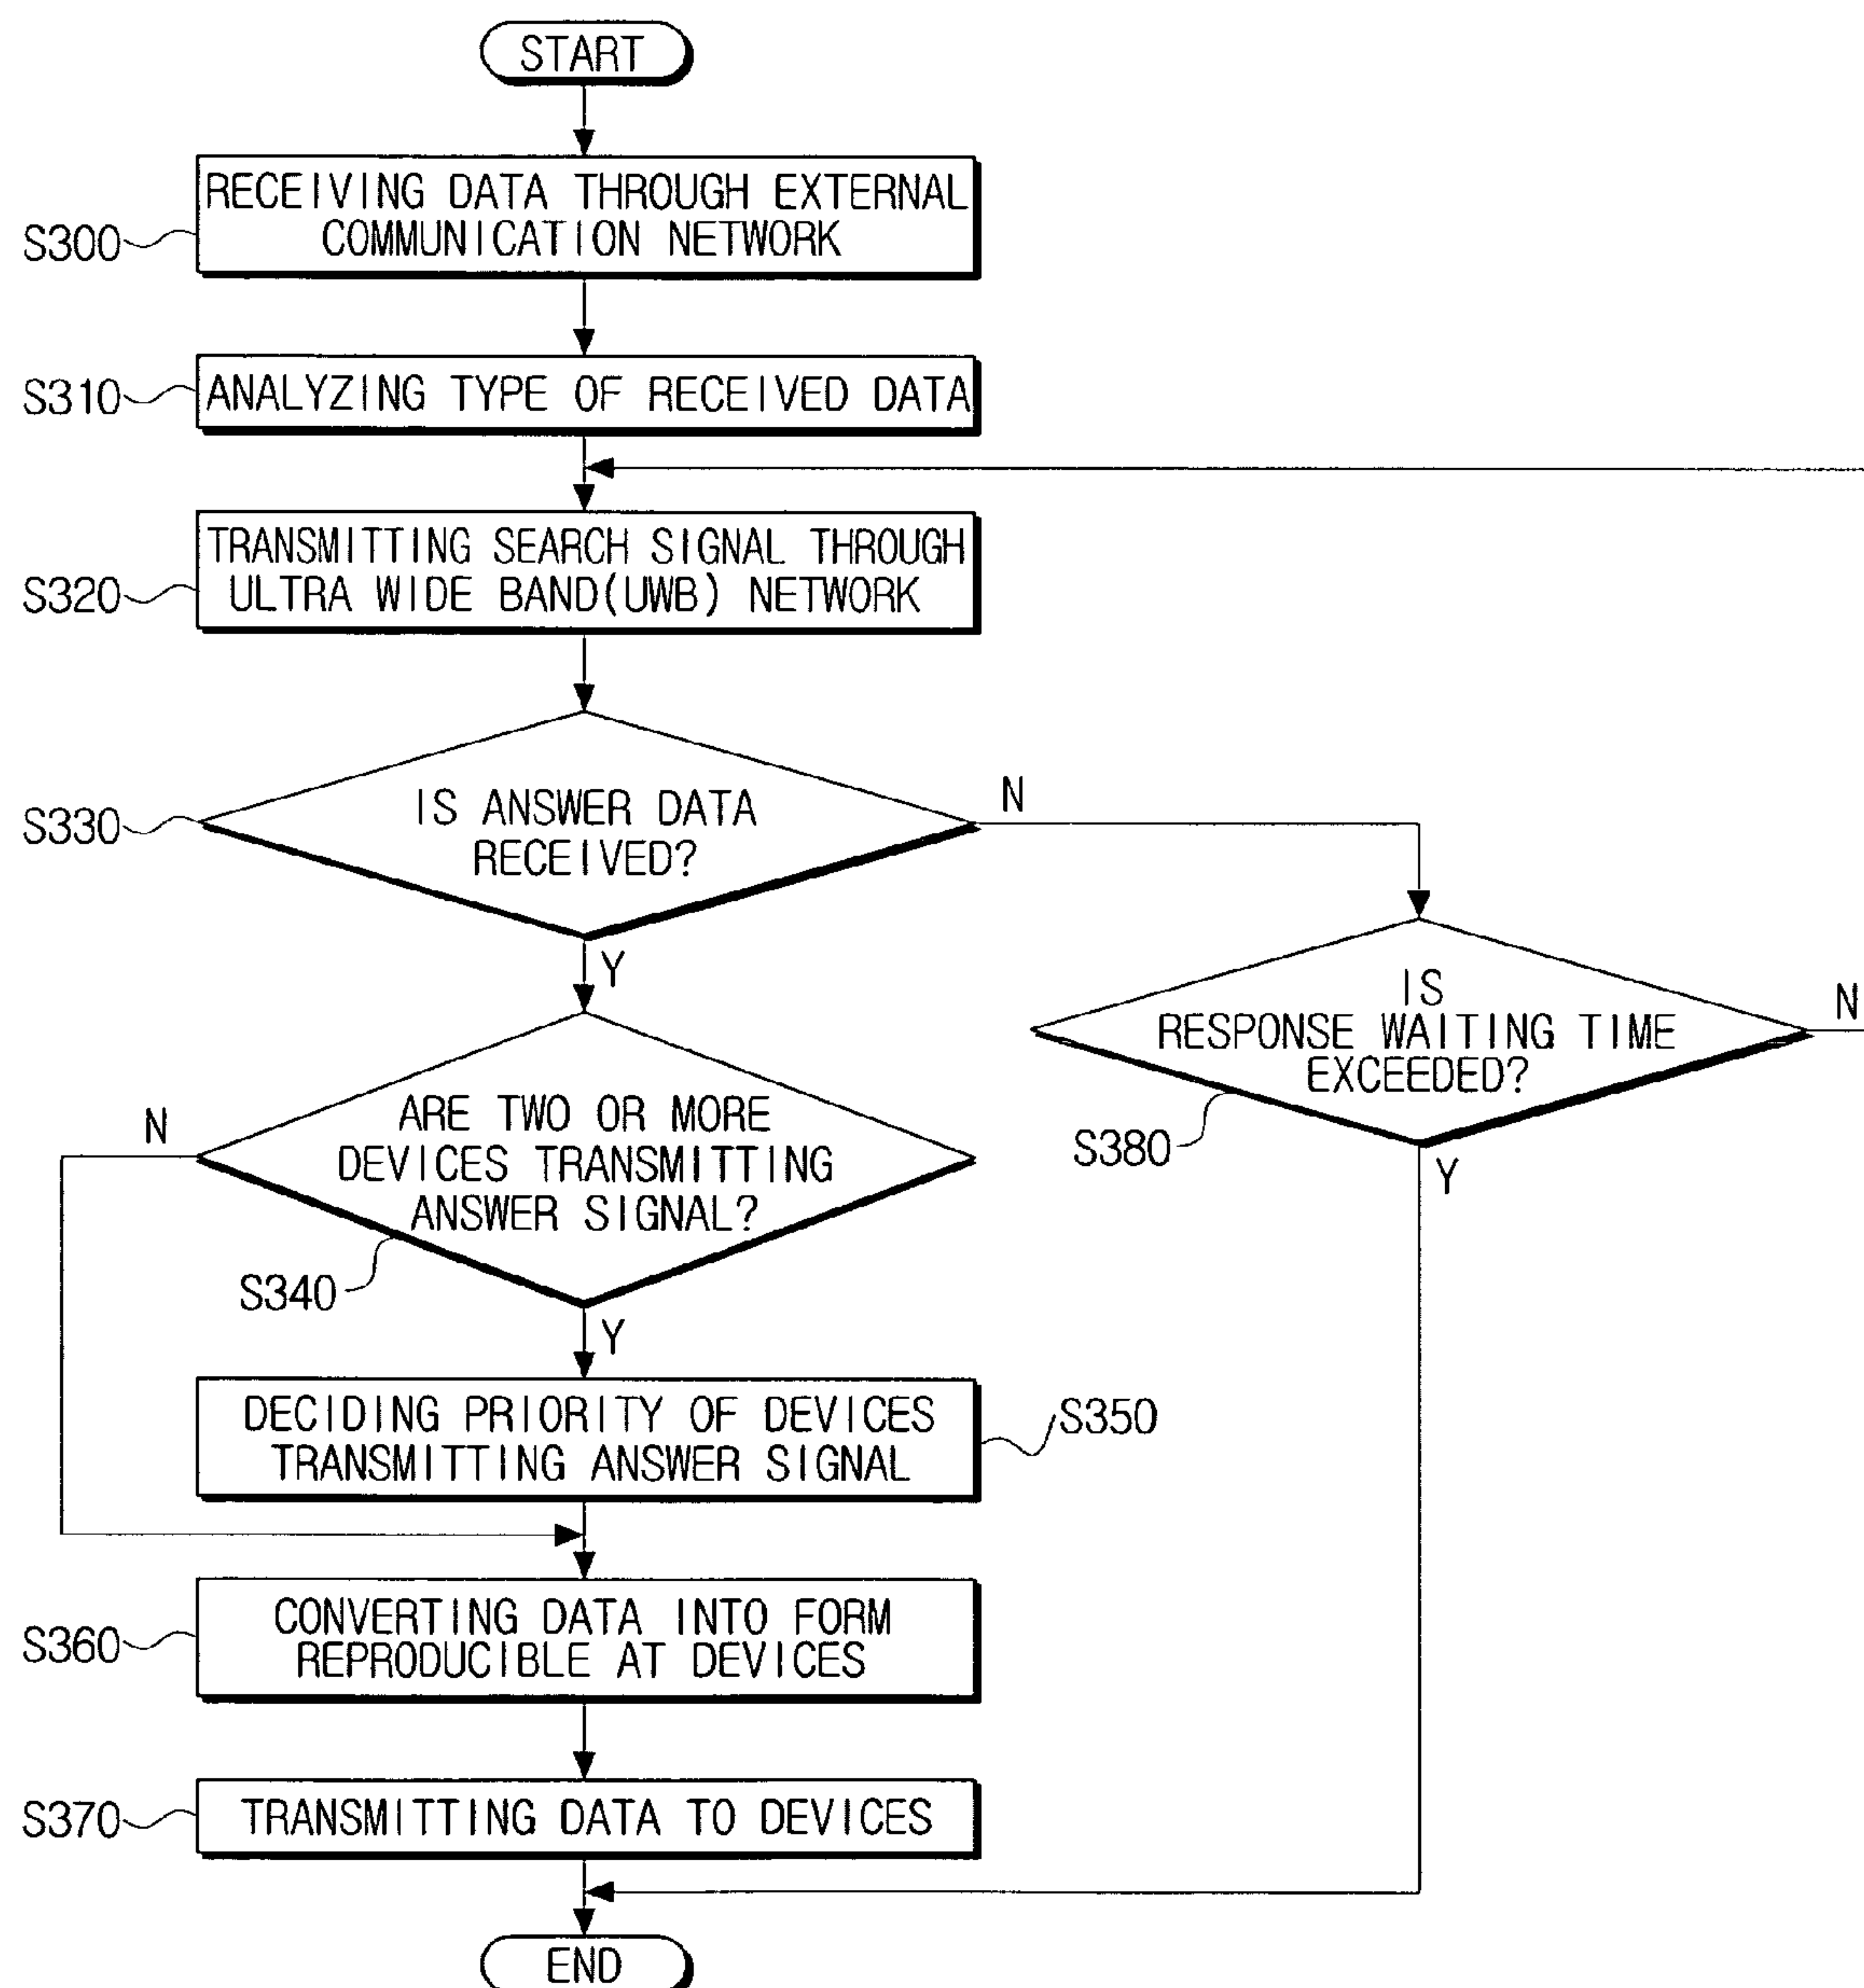 START
RECEIVING DATA THROUGH EXTERNAL
COMMUNICATION NETWORK
S300
ANALYZING TYPE OF RECEIVED DATA
S310
TRANSMITTING SEARCH SIGNAL THROUGH
ULTRA WIDE BAND(UWB) NETWORK
S320
IS ANSWER DATA
RECEIVED?
S330
N
Y
IS
RESPONSE WAITING TIME
EXCEEDED?
S380
N
Y
ARE TWO OR MORE
DEVICES TRANSMITTING
ANSWER SIGNAL?
S340
N
Y
DECIDING PRIORITY OF DEVICES
TRANSMITTING ANSWER SIGNAL
S350
CONVERTING DATA INTO FORM
REPRODUCIBLE AT DEVICES
S360
TRANSMITTING DATA TO DEVICES
S370
END